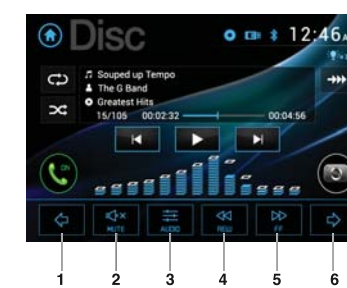 Disc
12:46
Souped up Tempo
The G Band
Greatest Hits
15/105 00:02:32 00:04:56
ON
MUTE AUDIO REW FF
1 2 3 4 5 6